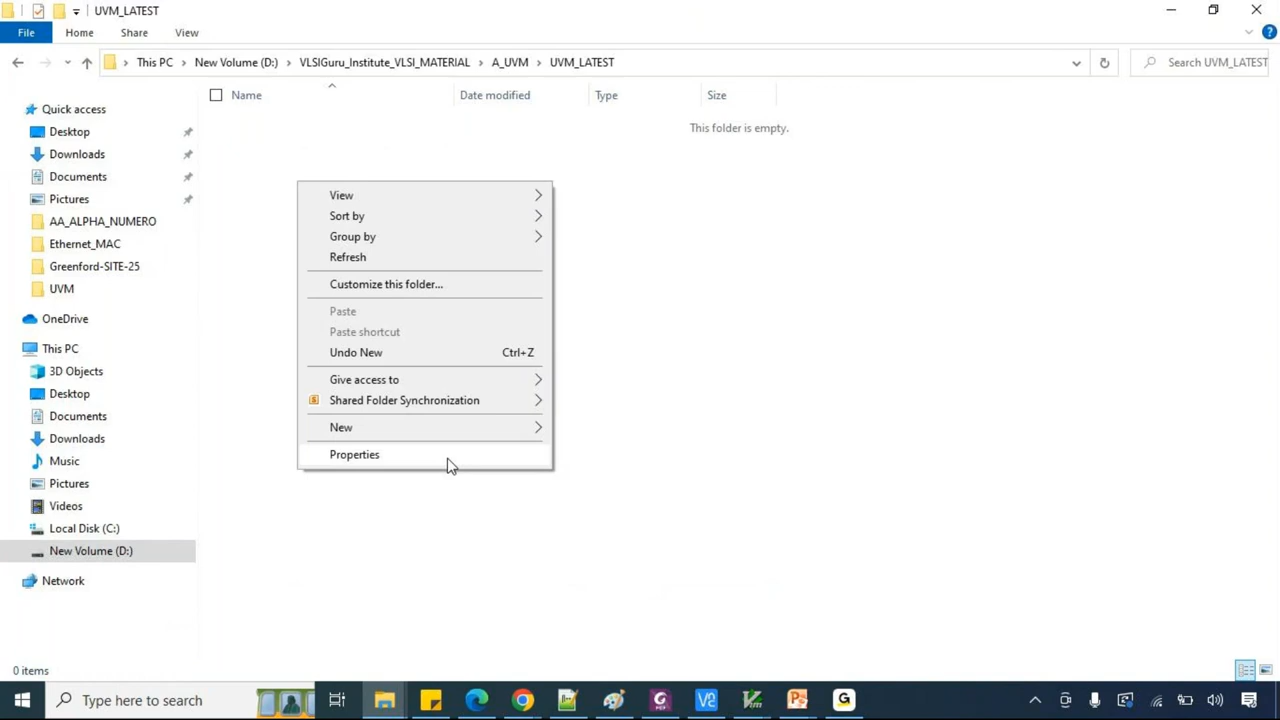 UVM_LATEST
File Home Share View
This PC New Volume (D:) VLSIGuru_Institute_VLSI_MATERIAL A_UVM UVM_LATEST
Search UVM_LATEST
Name Date modified Type Size
This folder is empty.
Quick access
Desktop
Downloads
Documents
Pictures
AA_ALPHA_NUMERO
Ethernet_MAC
Greenford-SITE-25
UVM
OneDrive
This PC
3D Objects
Desktop
Documents
Downloads
Music
Pictures
Videos
Local Disk (C:)
New Volume (D:)
Network
View
Sort by
Group by
Refresh
Customize this folder...
Paste
Paste shortcut
Undo New Ctrl+Z
Give access to
Shared Folder Synchronization
New
Properties
0 items
Type here to search